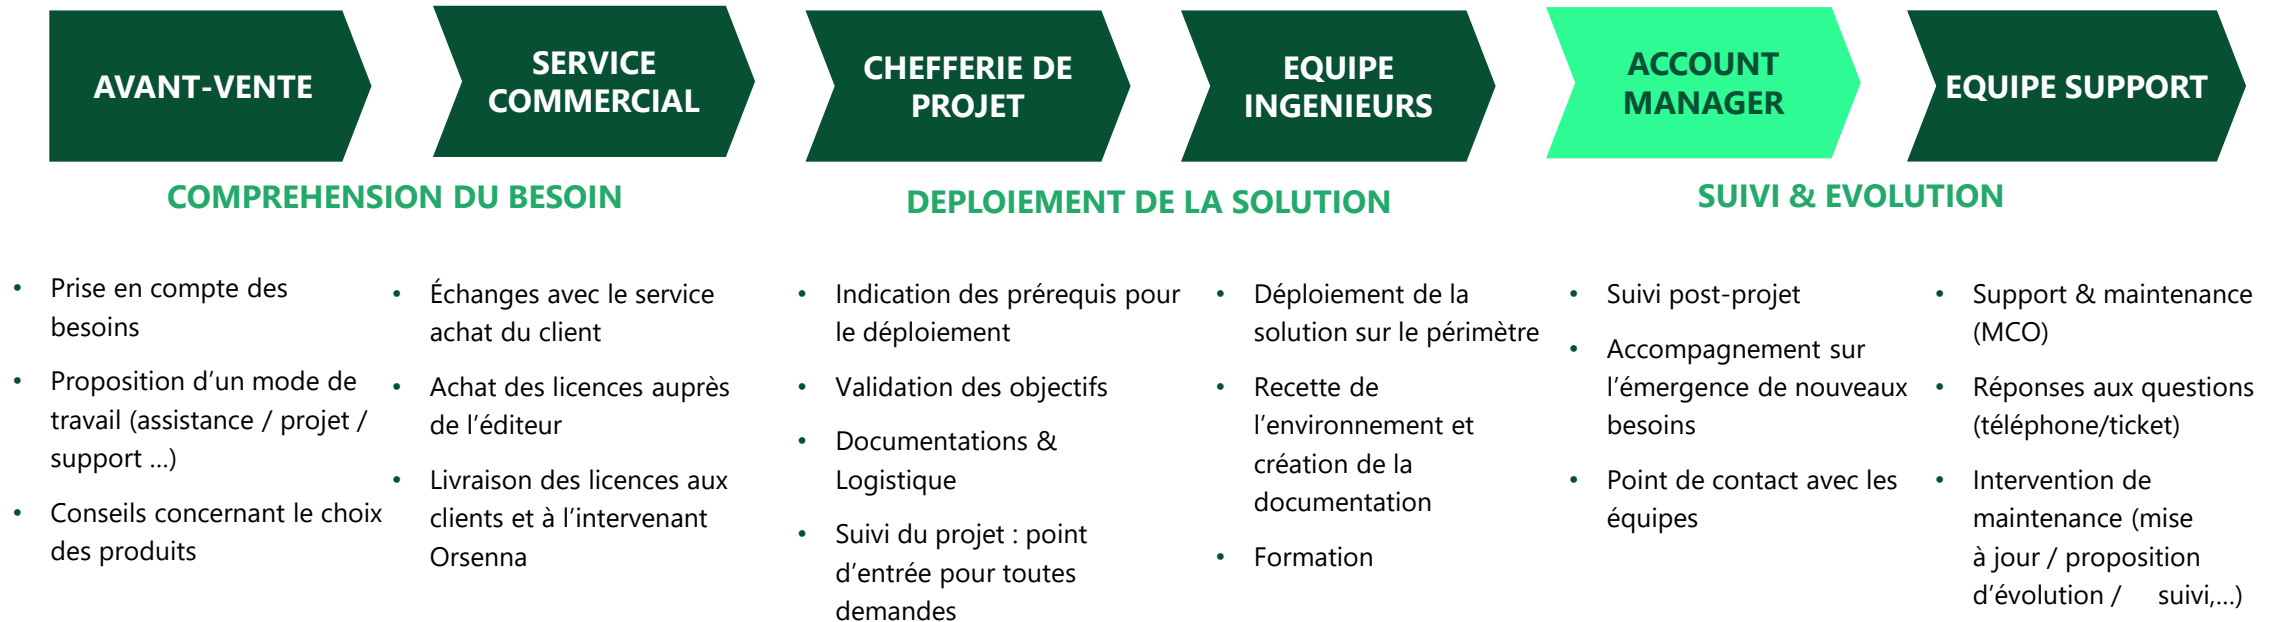 AVANT-VENTE
SERVICE
COMMERCIAL
CHEFFERIE DE
PROJET
EQUIPE
INGENIEURS
ACCOUNT
MANAGER
EQUIPE SUPPORT
COMPREHENSION DU BESOIN
DEPLOIEMENT DE LA SOLUTION
SUIVI & EVOLUTION
• Prise en compte des
besoins
• Proposition d’un mode de
travail (assistance / projet /
support …)
• Conseils concernant le choix
des produits
• Échanges avec le service
achat du client
• Achat des licences auprès
de l’éditeur
• Livraison des licences aux
clients et à l’intervenant
Orsenna
• Indication des prérequis pour
le déploiement
• Validation des objectifs
• Documentations &
Logistique
• Suivi du projet : point
d’entrée pour toutes
demandes
• Déploiement de la
solution sur le périmètre
• Recette de
l’environnement et
création de la
documentation
• Formation
• Suivi post-projet
• Accompagnement sur
l’émergence de nouveaux
besoins
• Point de contact avec les
équipes
• Support & maintenance
(MCO)
• Réponses aux questions
(téléphone/ticket)
• Intervention de
maintenance (mise
à jour / proposition
d’évolution / suivi,…)